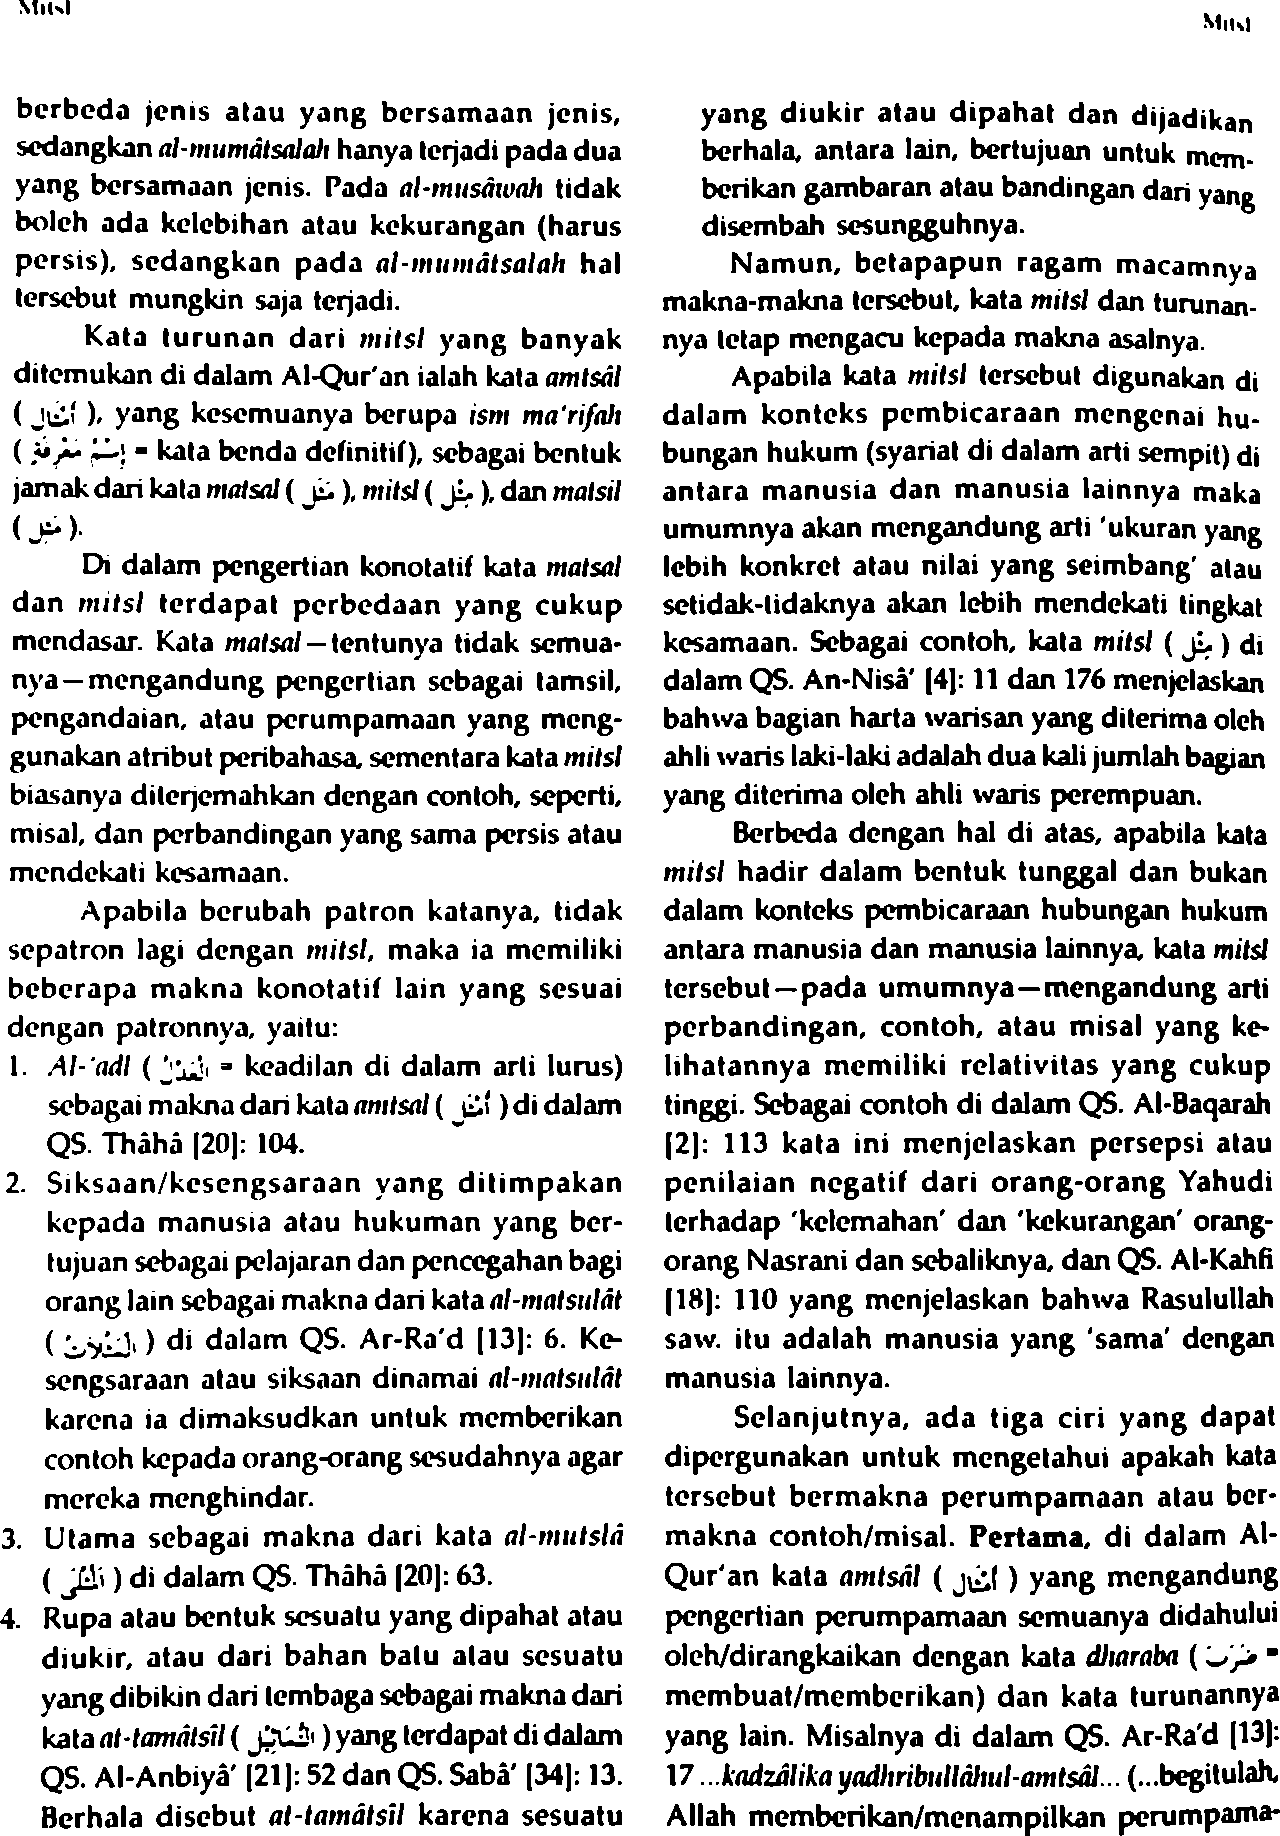 Mitsl
Mitsl
berbeda jenis atau yang bersamaan jenis,
sedangkan al-mumâtsalah hanya terjadi pada dua
yang bersamaan jenis. Pada al-musâwah tidak
boleh ada kelebihan atau kekurangan (harus
persis), sedangkan pada al-mumâtsalah hal
tersebut mungkin saja terjadi.
Kata turunan dari mitsl yang banyak
ditemukan di dalam Al-Qur'an ialah kata amtsâl
( أَمْثَال ), yang kesemuanya berupa ism ma'rifah
( إِسْمُ مَعْرِفَةٍ = kata benda definitif), sebagai bentuk
jamak dari kata matsal ( مَثَل ), mitsl ( مِثْل ), dan matsil
( مَثِل ).
Di dalam pengertian konotatif kata matsal
dan mitsl terdapat perbedaan yang cukup
mendasar. Kata matsal—tentunya tidak semua-
nya—mengandung pengertian sebagai tamsil,
pengandaian, atau perumpamaan yang meng-
gunakan atribut peribahasa, sementara kata mitsl
biasanya diterjemahkan dengan contoh, seperti,
misal, dan perbandingan yang sama persis atau
mendekati kesamaan.
Apabila berubah patron katanya, tidak
sepatron lagi dengan mitsl, maka ia memiliki
beberapa makna konotatif lain yang sesuai
dengan patronnya, yaitu:
1. Al-'adl ( الْعَدْلُ = keadilan di dalam arti lurus)
sebagai makna dari kata amtsal ( أَمْثَل ) di dalam
QS. Thâhâ [20]: 104.
2. Siksaan/kesengsaraan yang ditimpakan
kepada manusia atau hukuman yang ber-
tujuan sebagai pelajaran dan pencegahan bagi
orang lain sebagai makna dari kata al-matsulât
( الْمَثُلَاتُ ) di dalam QS. Ar-Ra'd [13]: 6. Ke-
sengsaraan atau siksaan dinamai al-matsulât
karena ia dimaksudkan untuk memberikan
contoh kepada orang-orang sesudahnya agar
mereka menghindar.
3. Utama sebagai makna dari kata al-mutslâ
( الْمُثْلَى ) di dalam QS. Thâhâ [20]: 63.
4. Rupa atau bentuk sesuatu yang dipahat atau
diukir, atau dari bahan batu atau sesuatu
yang dibikin dari tembaga sebagai makna dari
kata at-tamâtsîl ( التَّمَاثِيْل ) yang terdapat di dalam
QS. Al-Anbiyâ' [21]: 52 dan QS. Sabâ' [34]: 13.
Berhala disebut at-tamâtsîl karena sesuatu
yang diukir atau dipahat dan dijadikan
berhala, antara lain, bertujuan untuk mem-
berikan gambaran atau bandingan dari yang
disembah sesungguhnya.
Namun, betapapun ragam macamnya
makna-makna tersebut, kata mitsl dan turunan-
nya tetap mengacu kepada makna asalnya.
Apabila kata mitsl tersebut digunakan di
dalam konteks pembicaraan mengenai hu-
bungan hukum (syariat di dalam arti sempit) di
antara manusia dan manusia lainnya maka
umumnya akan mengandung arti 'ukuran yang
lebih konkret atau nilai yang seimbang' atau
setidak-tidaknya akan lebih mendekati tingkat
kesamaan. Sebagai contoh, kata mitsl ( مِثْل ) di
dalam QS. An-Nisâ' [4]: 11 dan 176 menjelaskan
bahwa bagian harta warisan yang diterima oleh
ahli waris laki-laki adalah dua kali jumlah bagian
yang diterima oleh ahli waris perempuan.
Berbeda dengan hal di atas, apabila kata
mitsl hadir dalam bentuk tunggal dan bukan
dalam konteks pembicaraan hubungan hukum
antara manusia dan manusia lainnya, kata mitsl
tersebut—pada umumnya—mengandung arti
perbandingan, contoh, atau misal yang ke-
lihatannya memiliki relativitas yang cukup
tinggi. Sebagai contoh di dalam QS. Al-Baqarah
[2]: 113 kata ini menjelaskan persepsi atau
penilaian negatif dari orang-orang Yahudi
terhadap 'kelemahan' dan 'kekurangan' orang-
orang Nasrani dan sebaliknya, dan QS. Al-Kahfi
[18]: 110 yang menjelaskan bahwa Rasulullah
saw. itu adalah manusia yang 'sama' dengan
manusia lainnya.
Selanjutnya, ada tiga ciri yang dapat
dipergunakan untuk mengetahui apakah kata
tersebut bermakna perumpamaan atau ber-
makna contoh/misal. Pertama, di dalam Al-
Qur'an kata amtsâl ( أَمْثَال ) yang mengandung
pengertian perumpamaan semuanya didahului
oleh/dirangkaikan dengan kata dharaba ( ضَرَبَ =
membuat/memberikan) dan kata turunannya
yang lain. Misalnya di dalam QS. Ar-Ra'd [13]:
17 ...kadzâlika yadhribullâhul-amtsâl... (...begitulah,
Allah memberikan/menampilkan perumpama-